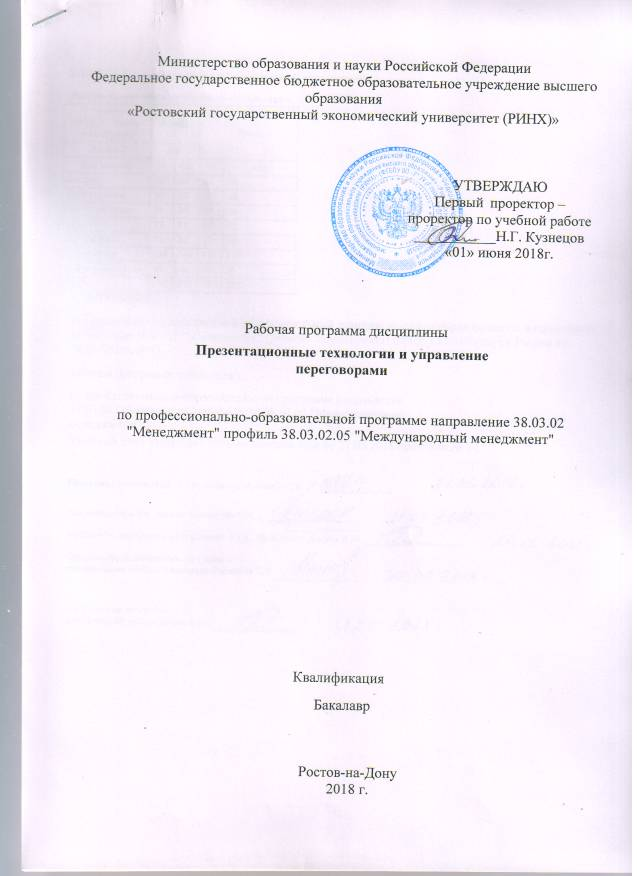 Министерство образования и науки Российской Федерации
Федеральное государственное бюджетное образовательное учреждение высшего
образования
«Ростовский государственный экономический университет (РИНХ)»
УТВЕРЖДАЮ
Первый проректор –
проректор по учебной работе
Н.Г. Кузнецов
«01» июня 2018г.
Рабочая программа дисциплины
Презентационные технологии и управление
переговорами
по профессионально-образовательной программе направление 38.03.02
"Менеджмент" профиль 38.03.02.05 "Международный менеджмент"
Квалификация
Бакалавр
Ростов-на-Дону
2018 г.